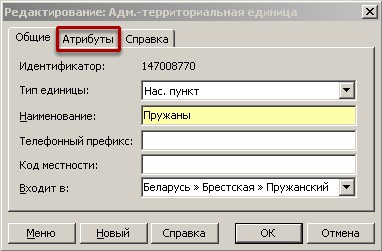 Редактирование: Адм.-территориальная единица
Общие Атрибуты Справка
Идентификатор: 147008770
Тип единицы: Нас. пункт
Наименование: Пружаны
Телефонный префикс:
Код местности:
Входит в: Беларусь » Брестская » Пружанский
Меню Новый Справка OK Отмена